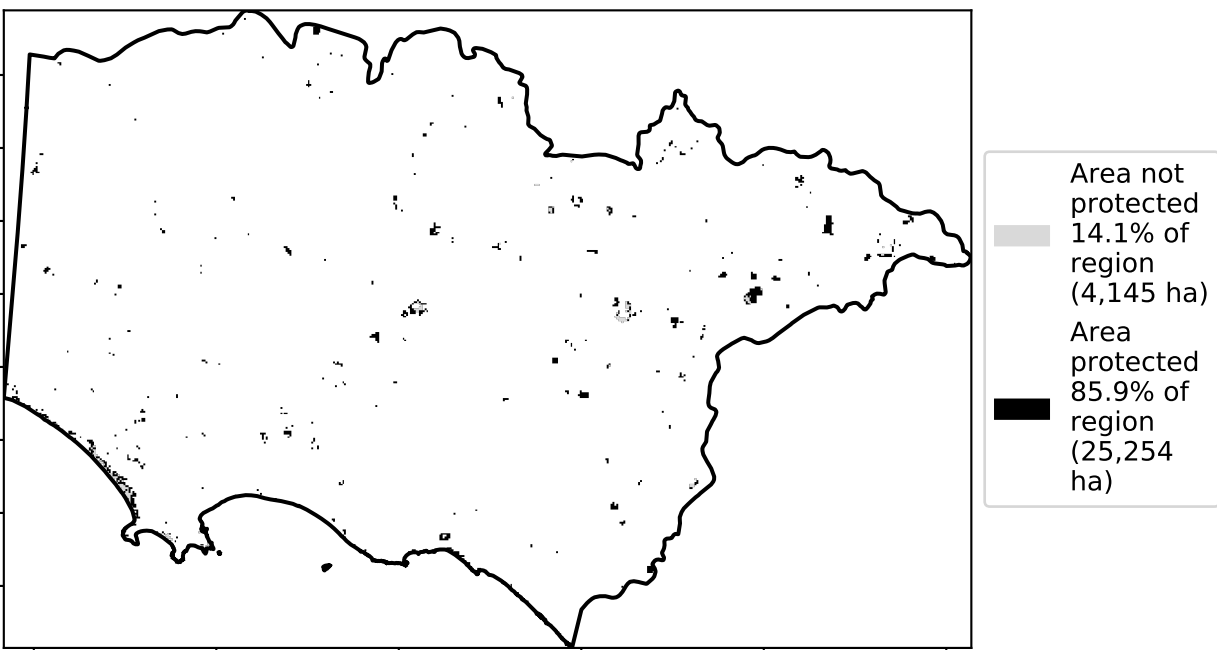 Area not
protected
14.1% of
region
(4,145 ha)
Area
protected
85.9% of
region
(25,254
ha)